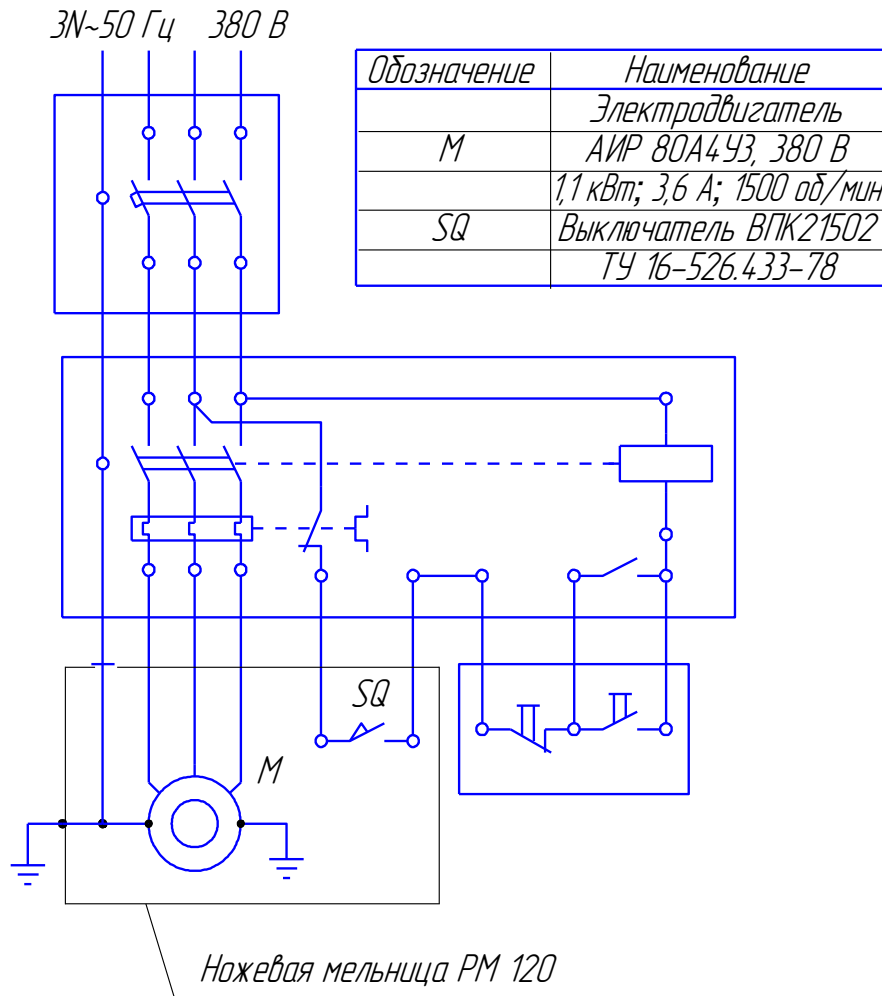 3N~50 Гц 380 В
Обозначение Наименование
Электродвигатель
М АИР 80А4У3, 380 В
1,1 кВт; 3,6 А; 1500 об/мин
SQ Выключатель ВПК21502
ТУ 16-526.433-78
SQ
М
Ножевая мельница РМ 120